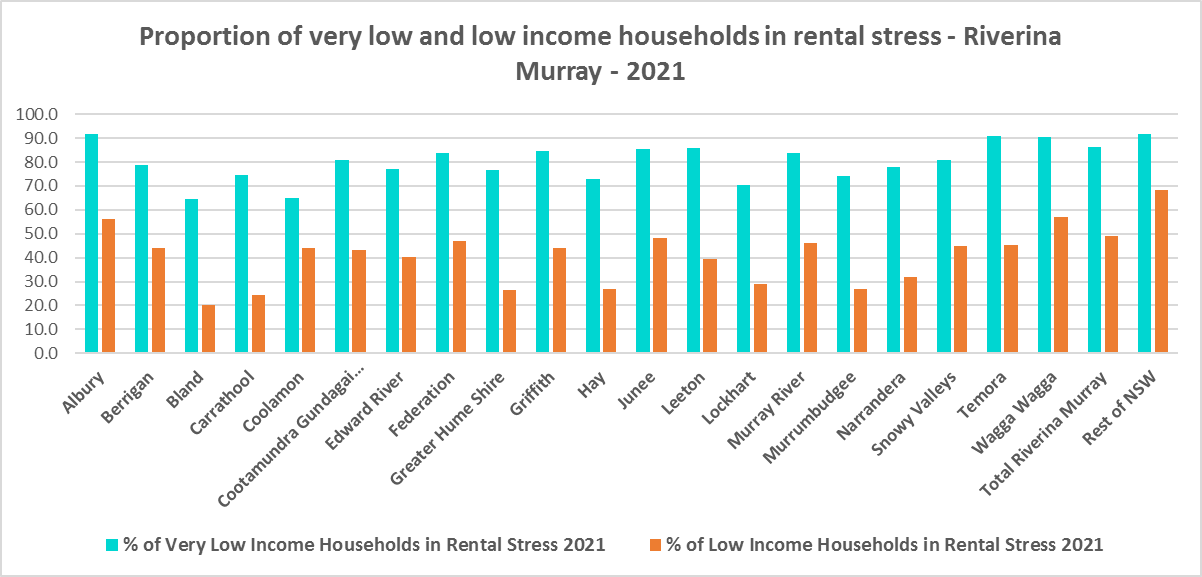 Proportion of very low and low income households in rental stress - Riverina
Murray - 2021
100.0
90.0
80.0
70.0
60.0
50.0
40.0
30.0
20.0
10.0
0.0
Albury
Berrigan
Bland
Carrathool
Coolamon
Cootamundra Gundagai...
Edward River
Federation
Greater Hume Shire
Griffith
Hay
Junee
Leeton
Lockhart
Murray River
Murrumbudgee
Narrandera
Snowy Valleys
Temora
Wagga Wagga
Total Riverina Murray
Rest of NSW
% of Very Low Income Households in Rental Stress 2021
% of Low Income Households in Rental Stress 2021